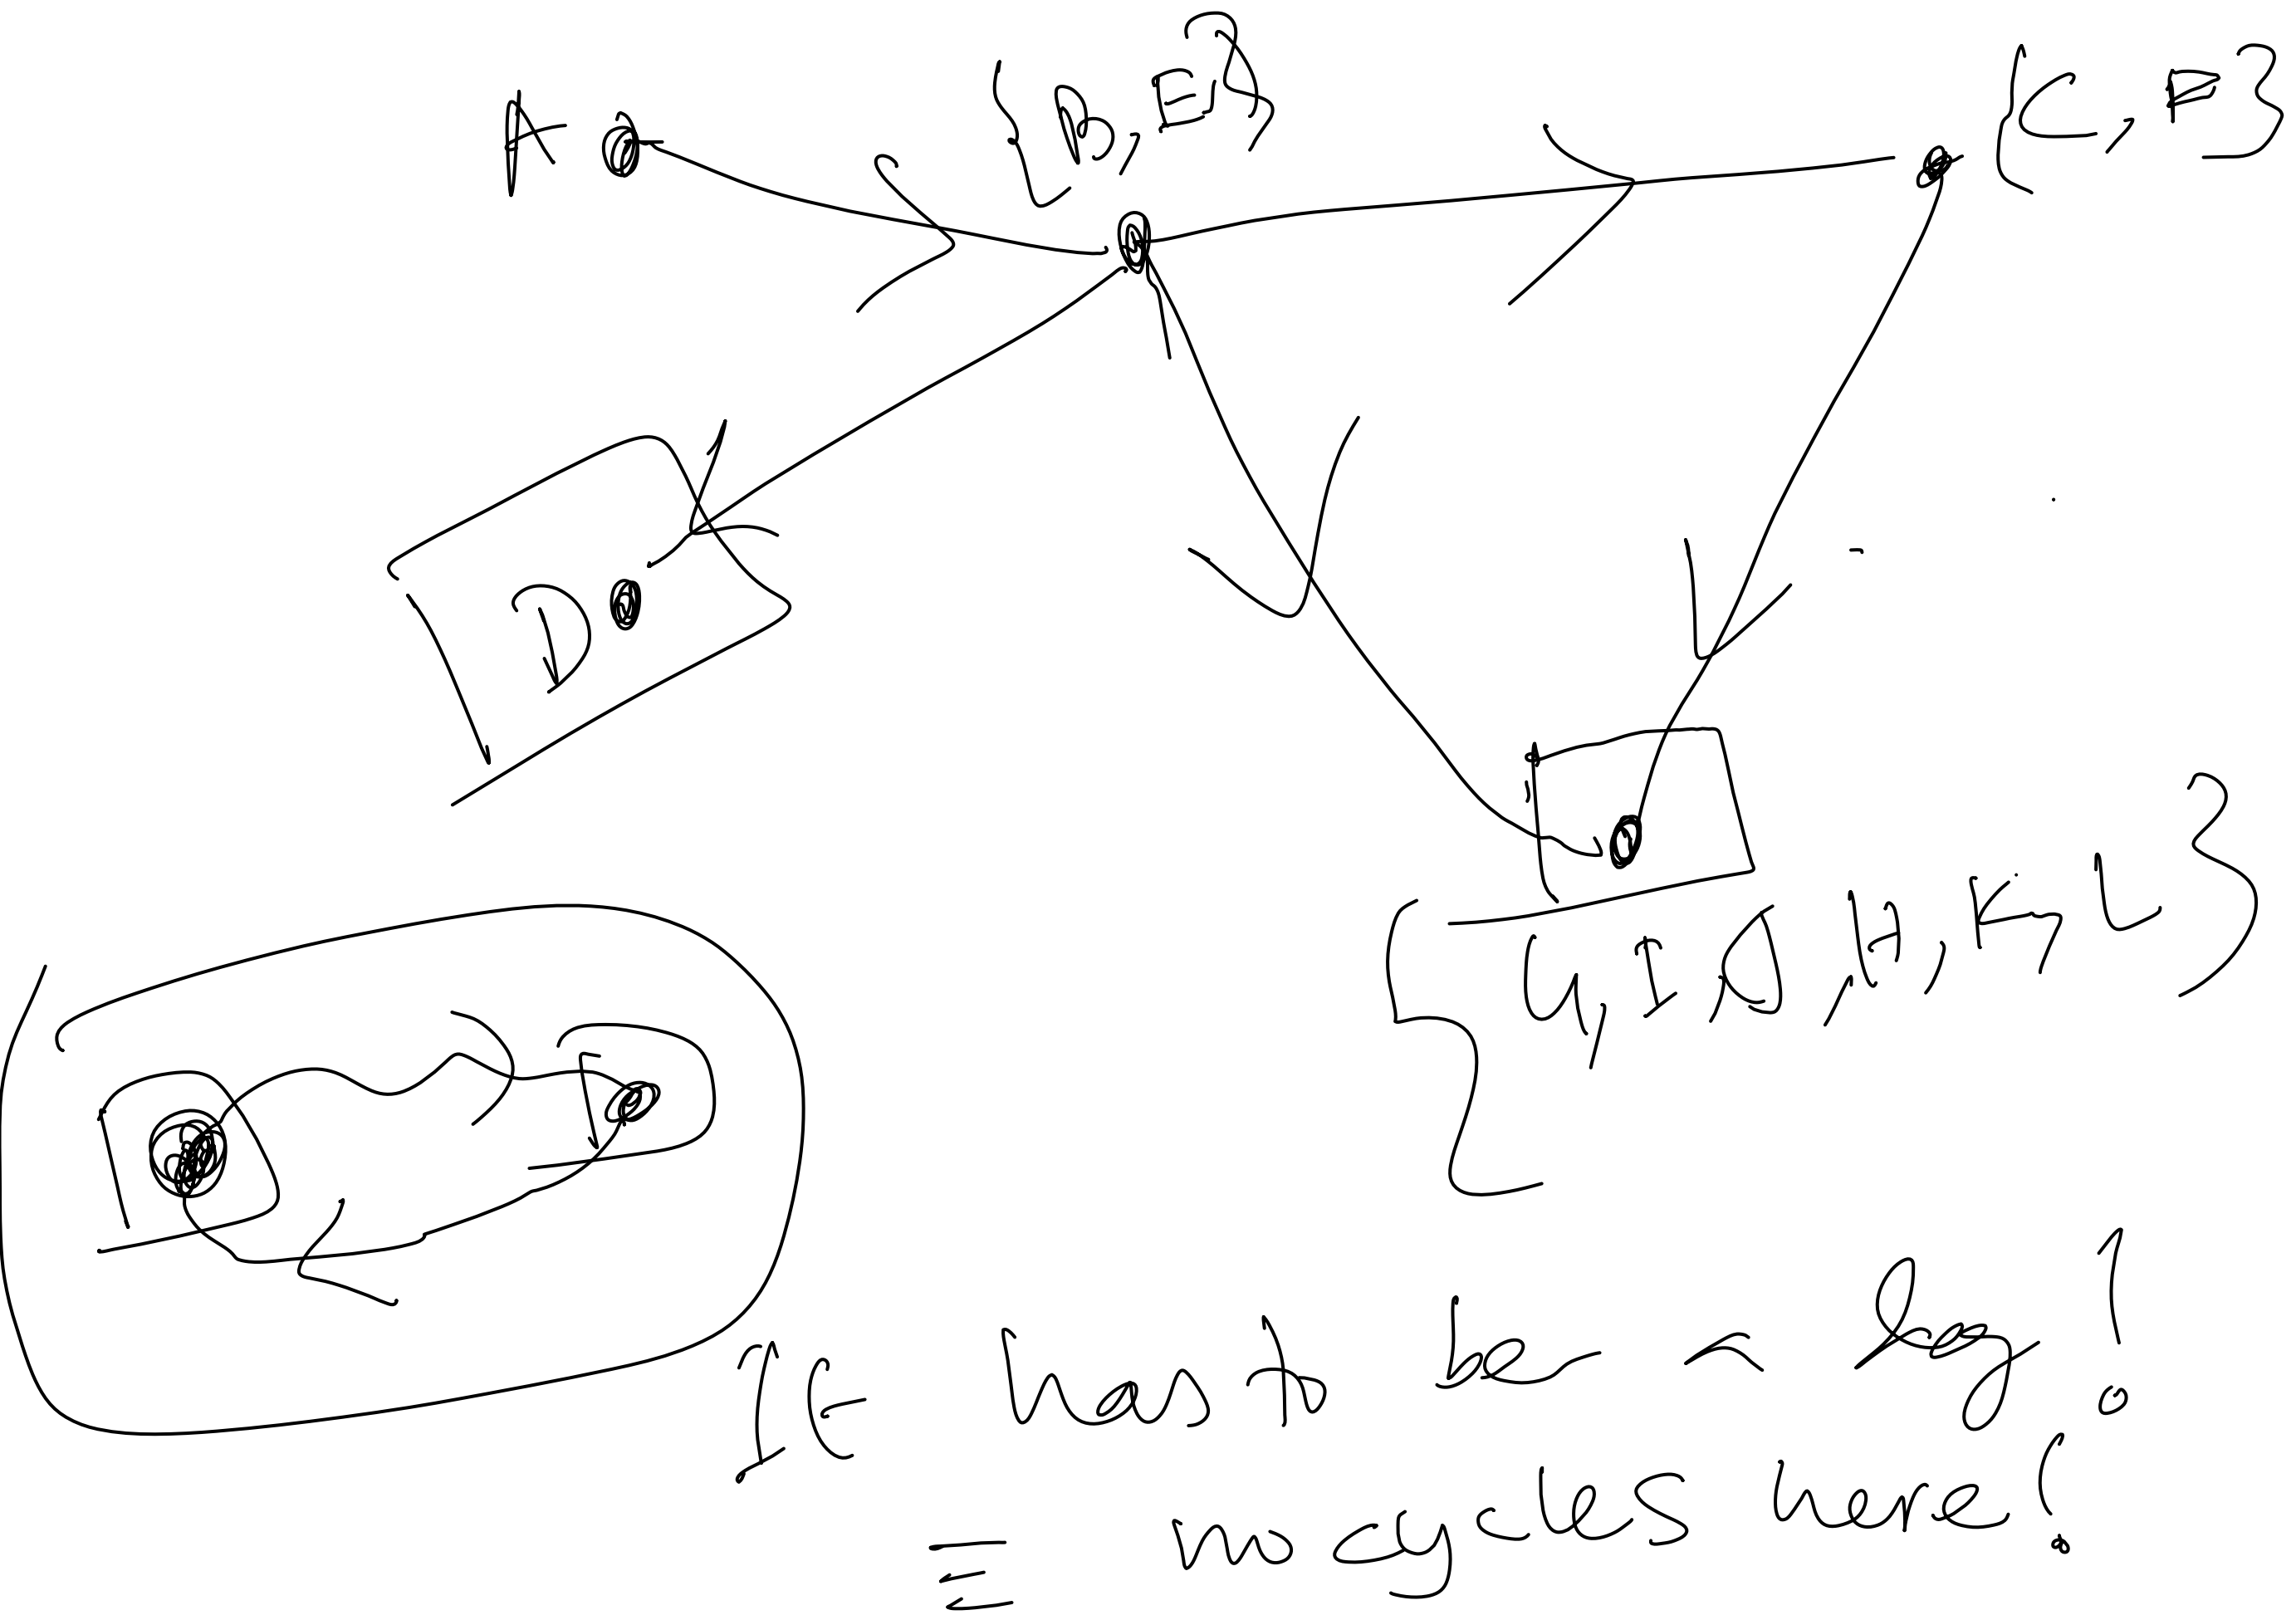 A
{B, E}
{C, F}
D
{G, I, J, H, K, L}
It has to be a dag!
≡ no cycles here!